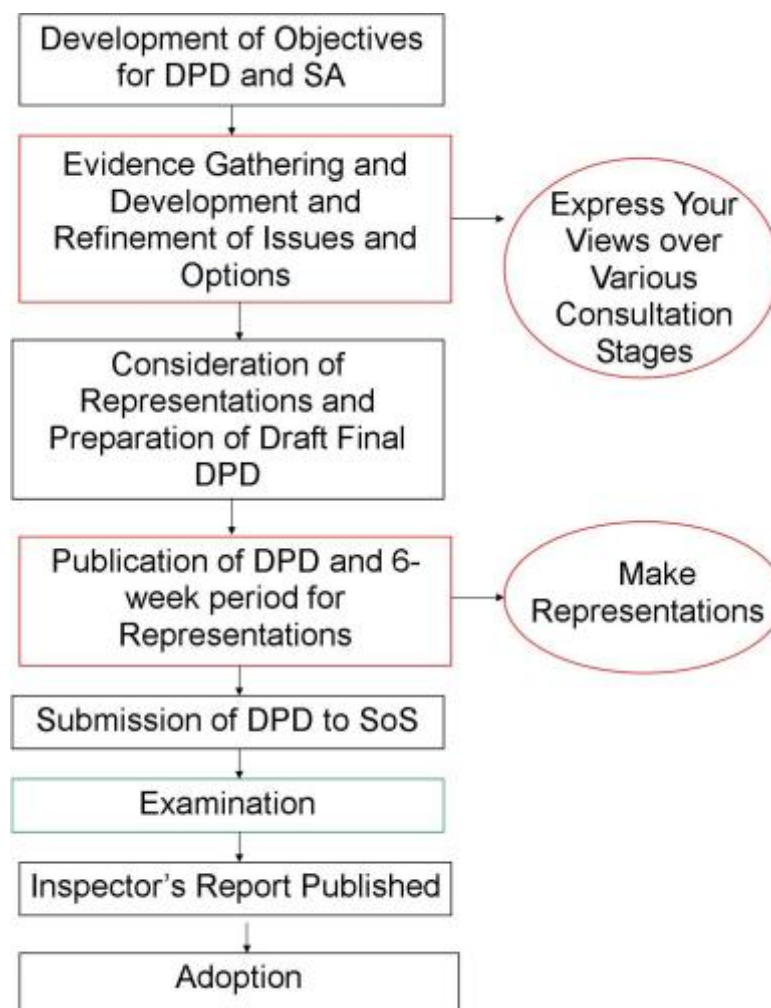 Development of Objectives
for DPD and SA
Evidence Gathering and
Development and
Refinement of Issues and
Options
Express Your
Views over
Various
Consultation
Stages
Consideration of
Representations and
Preparation of Draft Final
DPD
Publication of DPD and 6-
week period for
Representations
Make
Representations
Submission of DPD to SoS
Examination
Inspector's Report Published
Adoption